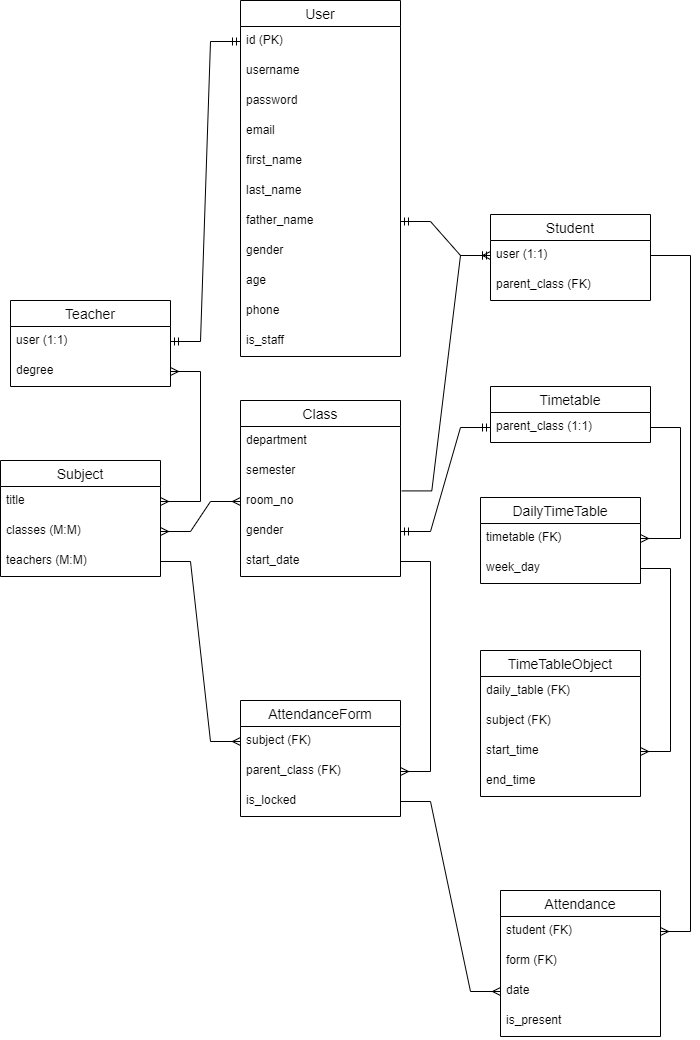 User
id (PK)
username
password
email
first_name
last_name
father_name
gender
age
phone
is_staff
Student
user (1:1)
parent_class (FK)
Teacher
user (1:1)
degree
Class
department
semester
room_no
gender
start_date
Timetable
parent_class (1:1)
Subject
title
classes (M:M)
teachers (M:M)
DailyTimeTable
timetable (FK)
week_day
TimeTableObject
daily_table (FK)
subject (FK)
start_time
end_time
AttendanceForm
subject (FK)
parent_class (FK)
is_locked
Attendance
student (FK)
form (FK)
date
is_present